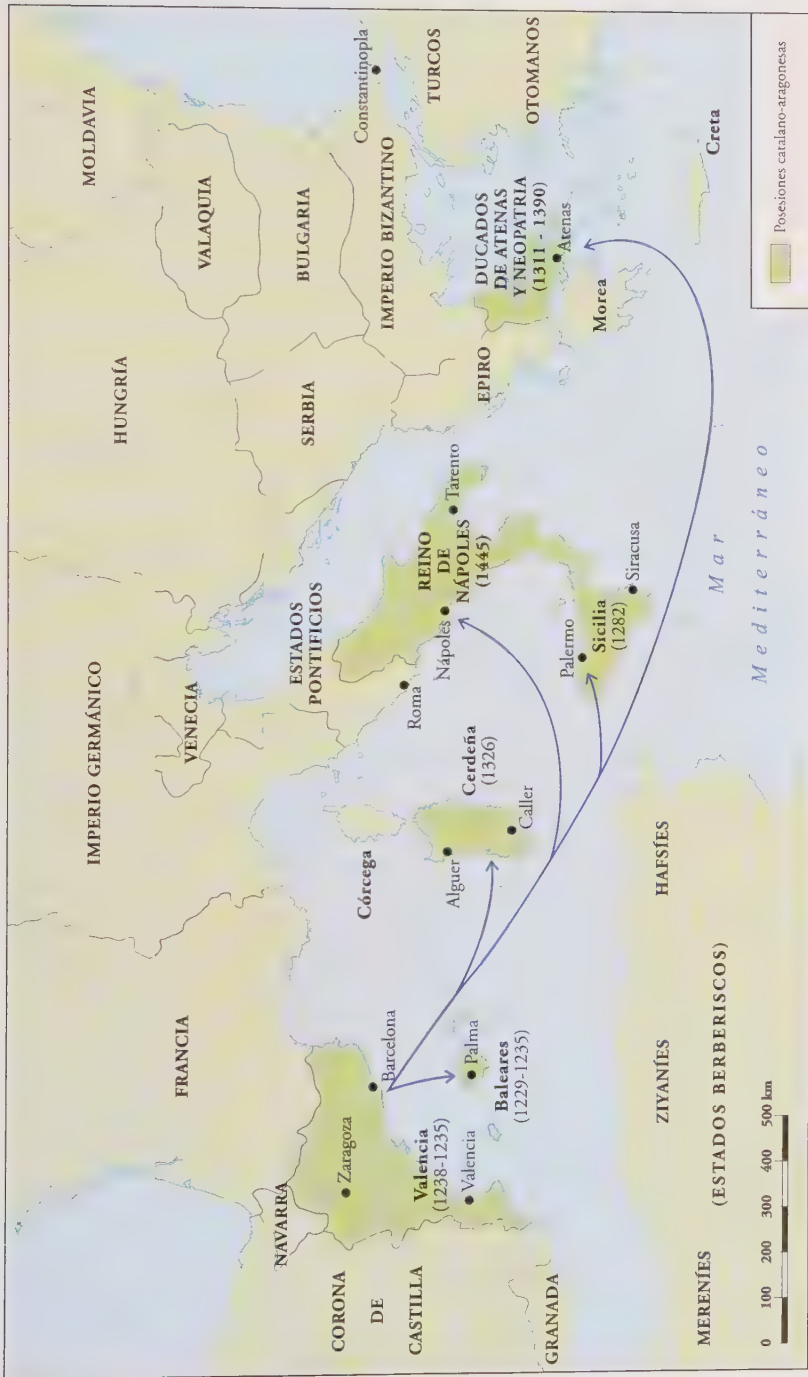 MOLDAVIA
HUNGRÍA
VALAQUIA
IMPERIO GERMÁNICO
VENECIA
SERBIA
BULGARIA
Constantinopla
FRANCIA
ESTADOS
PONTIFICIOS
IMPERIO BIZANTINO
TURCOS
OTOMANOS
NAVARRA
Zaragoza
Barcelona
CORONA
DE
CASTILLA
Córcega
Roma
Nápoles
REINO
DE
NÁPOLES
(1445)
Tarento
EPIRO
DUCADOS
DE ATENAS
Y NEOPATRIA
(1311 - 1390)
Atenas
Morea
Creta
Valencia
(1238-1235)
Valencia
Palma
Baleares
(1229-1235)
Alguer
Cerdeña
(1326)
Caller
Palermo
Sicilia
(1282)
Siracusa
GRANADA
Mar
Mediterráneo
MERENÍES
ZIYANÍES
HAFSÍES
(ESTADOS BERBERISCOS)
0 100 200 300 400 500 km
Posesiones catalano-aragonesas